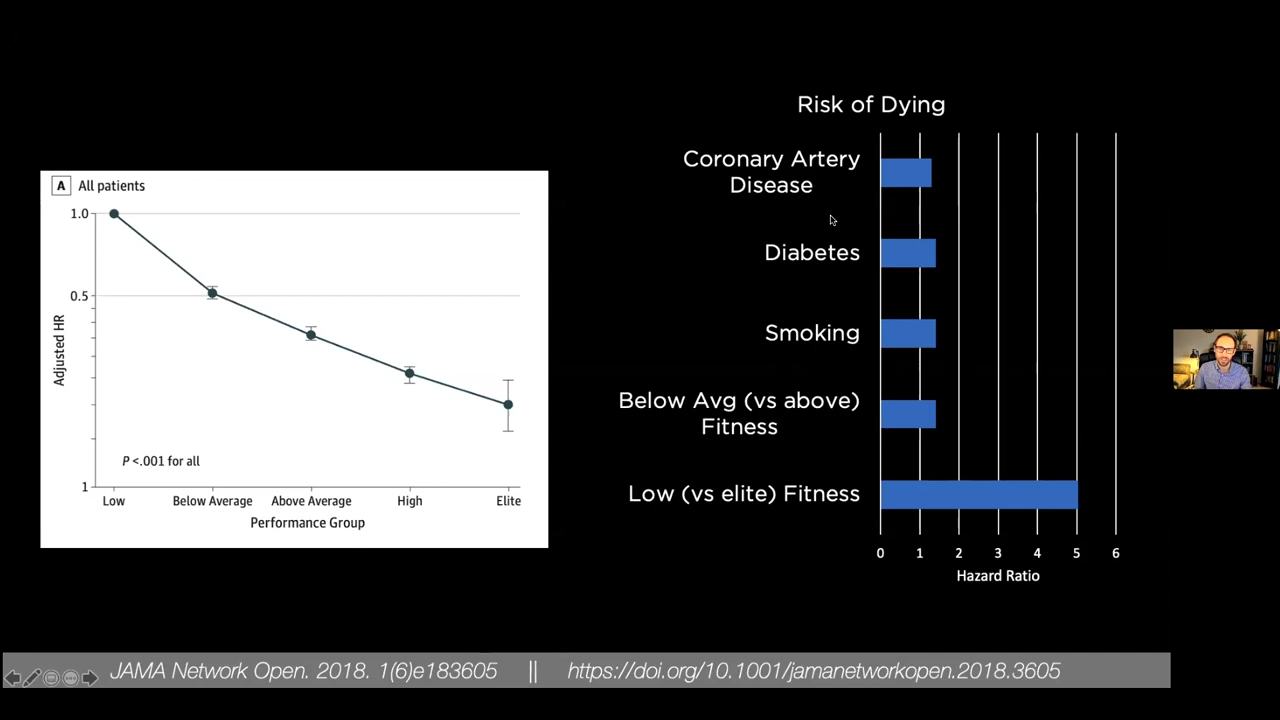 A All patients
1.0
0.5
1
Adjusted HR
P <.001 for all
Low Below Average Above Average High Elite
Performance Group
Risk of Dying
Coronary Artery
Disease
Diabetes
Smoking
Below Avg (vs above)
Fitness
Low (vs elite) Fitness
0 1 2 3 4 5 6
Hazard Ratio
JAMA Network Open. 2018. 1(6)e183605 || https://doi.org/10.1001/jamanetworkopen.2018.3605